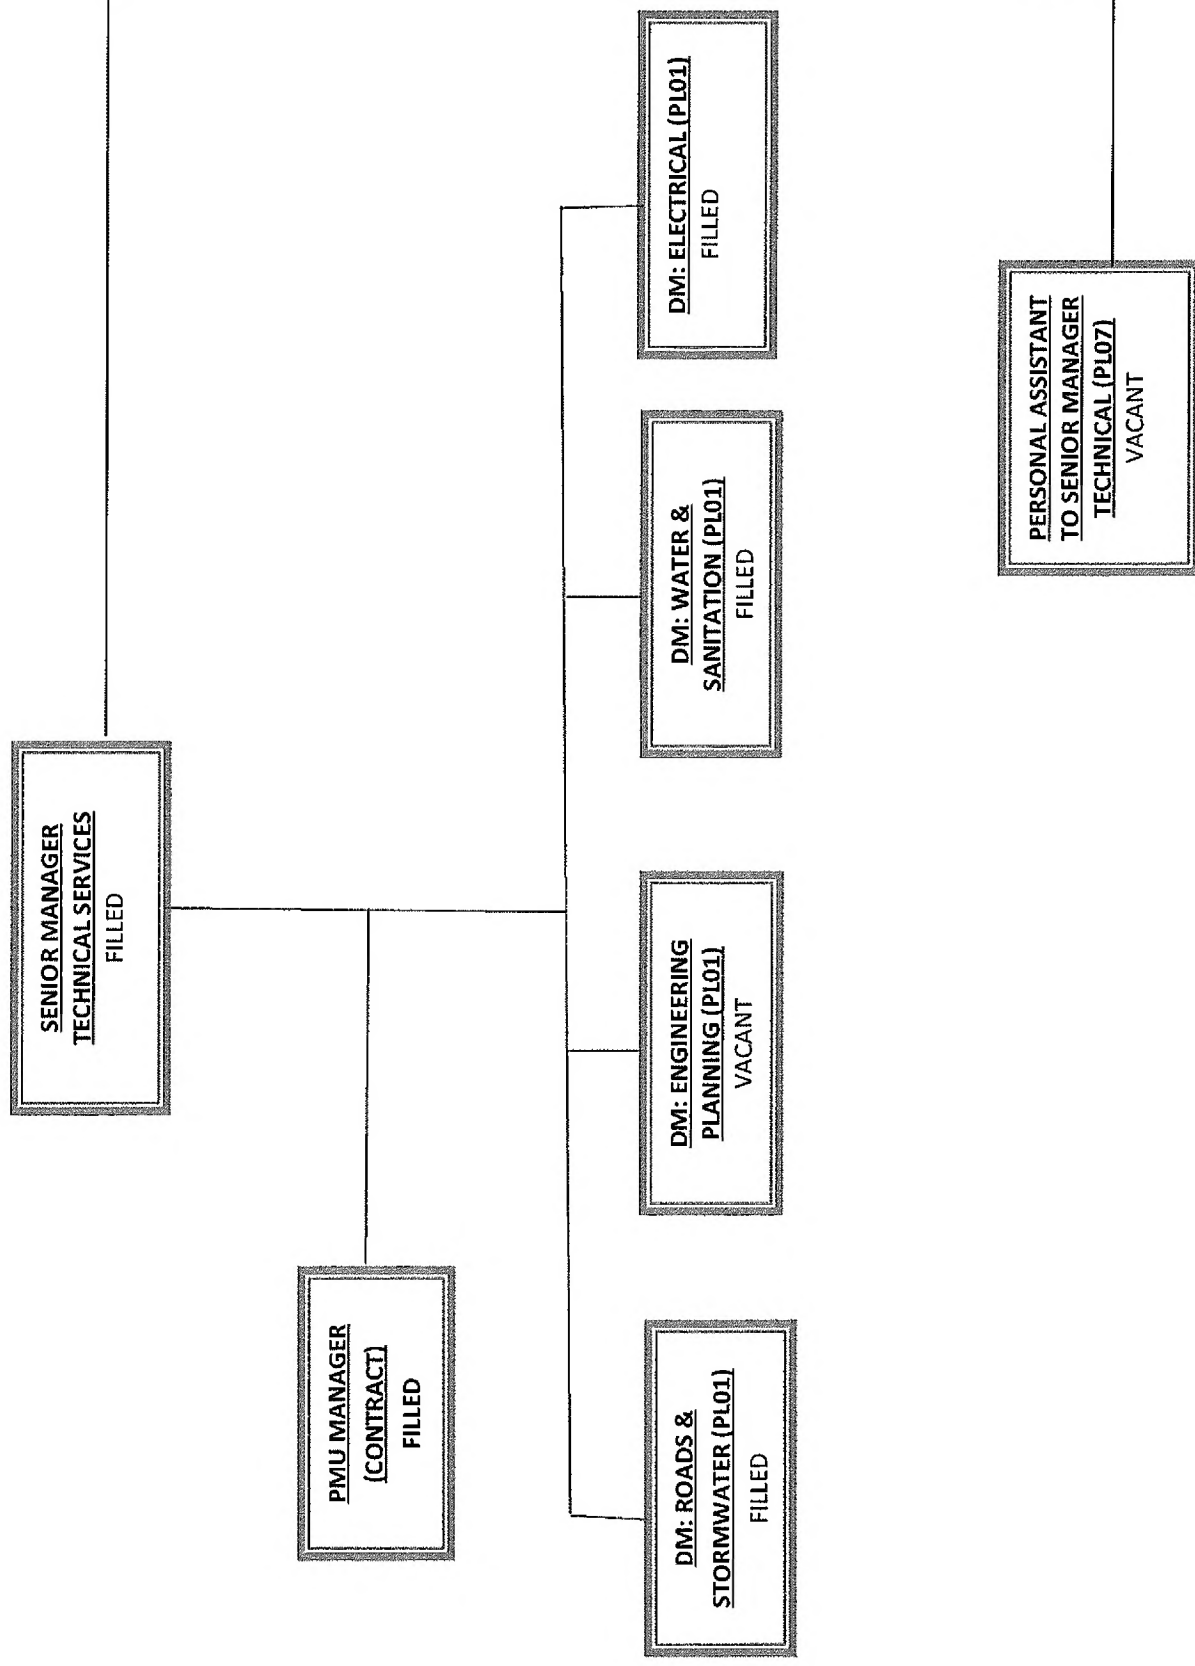 SENIOR MANAGER
TECHNICAL SERVICES
FILLED
PMU MANAGER
(CONTRACT)
FILLED
DM: ROADS &
STORMWATER (PL01)
FILLED
DM: ENGINEERING
PLANNING (PL01)
VACANT
DM: WATER &
SANITATION (PL01)
FILLED
DM: ELECTRICAL (PL01)
FILLED
PERSONAL ASSISTANT
TO SENIOR MANAGER
TECHNICAL (PL07)
VACANT